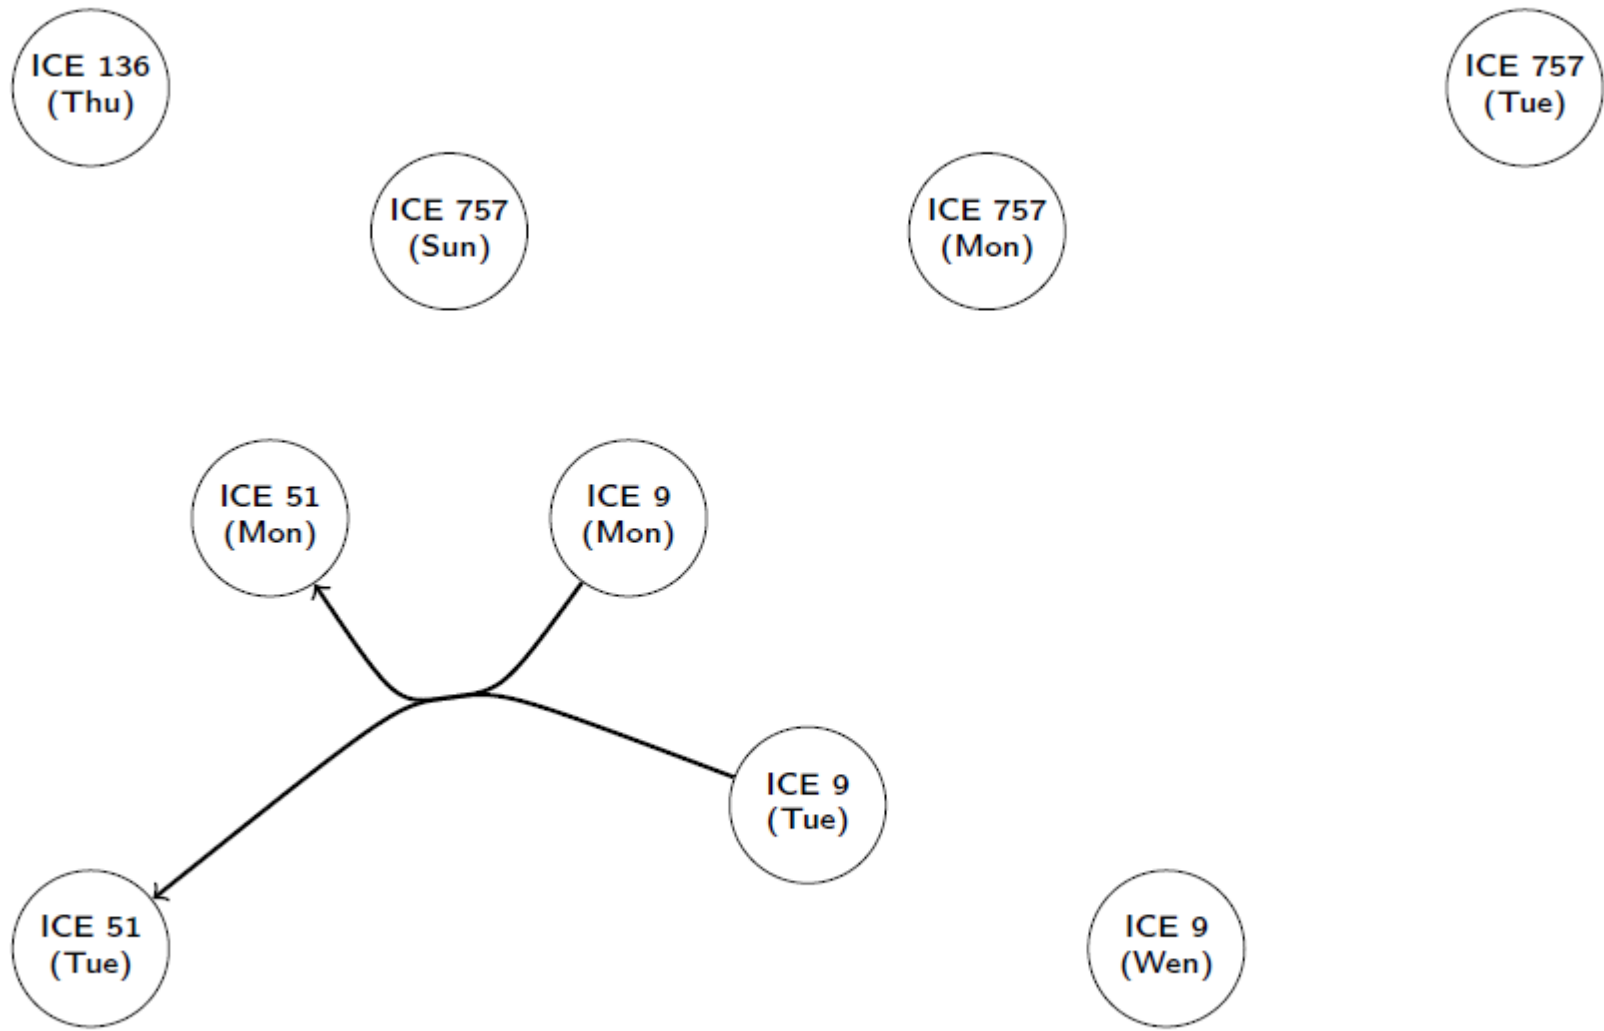 ICE 136
(Thu)
ICE 757
(Tue)
ICE 757
(Sun)
ICE 757
(Mon)
ICE 51
(Mon)
ICE 9
(Mon)
ICE 9
(Tue)
ICE 51
(Tue)
ICE 9
(Wen)